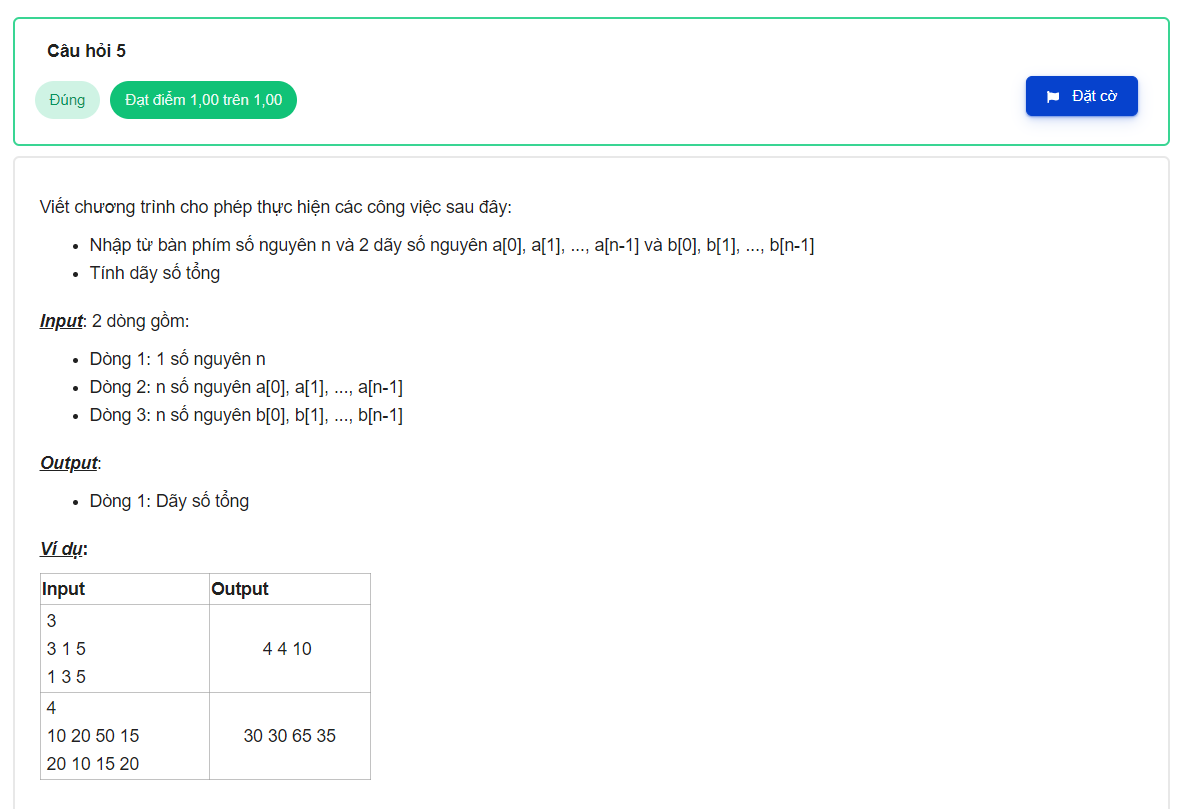 Câu hỏi 5
Đúng
Đạt điểm 1,00 trên 1,00
Đặt cờ
Viết chương trình cho phép thực hiện các công việc sau đây:
Nhập từ bàn phím số nguyên n và 2 dãy số nguyên a[0], a[1], ..., a[n-1] và b[0], b[1], ..., b[n-1]
Tính dãy số tổng
Input: 2 dòng gồm:
Dòng 1: 1 số nguyên n
Dòng 2: n số nguyên a[0], a[1], ..., a[n-1]
Dòng 3: n số nguyên b[0], b[1], ..., b[n-1]
Output:
Dòng 1: Dãy số tổng
Ví dụ:
Input Output
3
3 1 5
1 3 5
4 4 10
4
10 20 50 15
20 10 15 20
30 30 65 35